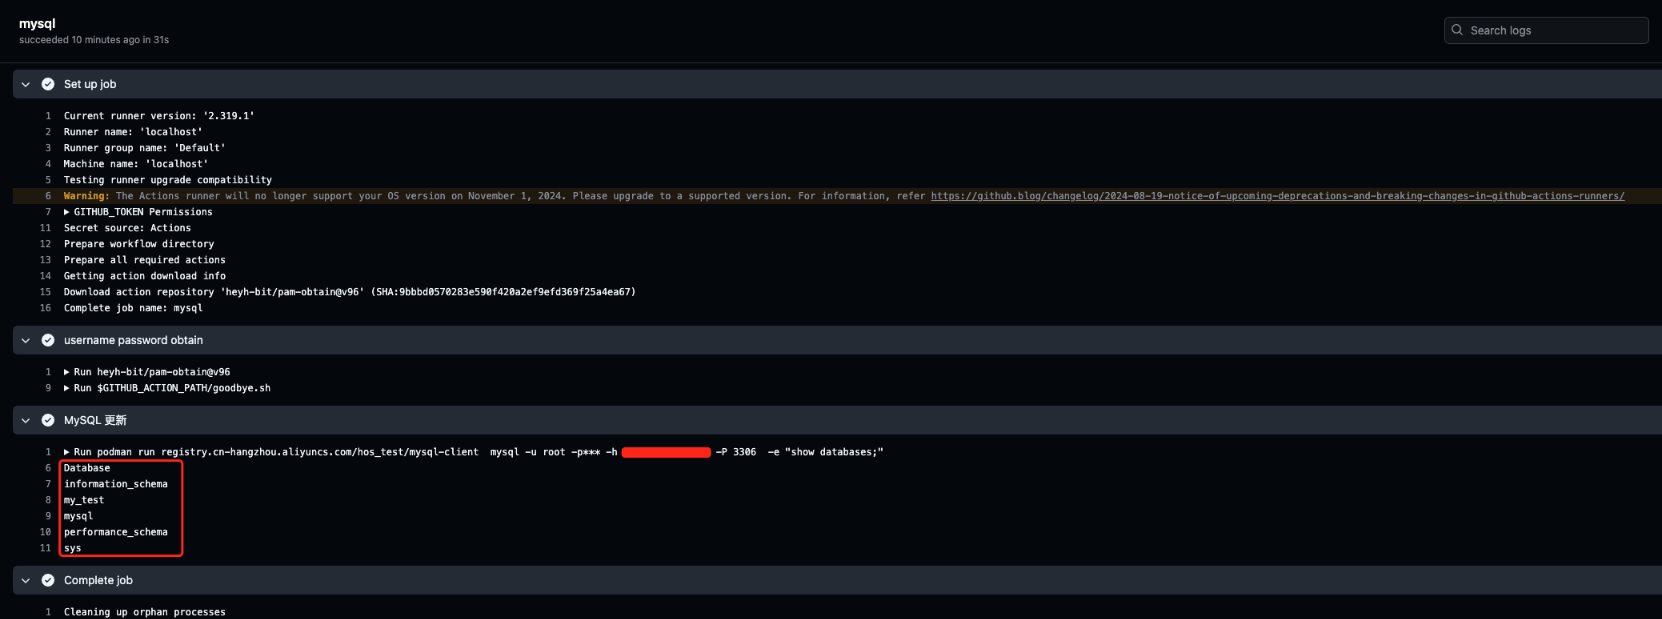 mysql
succeeded 10 minutes ago in 31s
Search logs
Set up job
1 Current runner version: '2.319.1'
2 Runner name: 'localhost'
3 Runner group name: 'Default'
4 Machine name: 'localhost'
5 Testing runner upgrade compatibility
6 Warning: The Actions runner will no longer support your OS version on November 1, 2024. Please upgrade to a supported version. For information, refer https://github.blog/changelog/2024-08-19-notice-of-upcoming-deprecations-and-breaking-changes-in-github-actions-runners/
7 ▶ GITHUB_TOKEN Permissions
11 Secret source: Actions
12 Prepare workflow directory
13 Prepare all required actions
14 Getting action download info
15 Download action repository 'heyh-bit/pam-obtain@v96' (SHA:9bbbd0570283e590f420a2ef9efd369f25a4ea67)
16 Complete job name: mysql
username password obtain
1 ▶ Run heyh-bit/pam-obtain@v96
9 ▶ Run $GITHUB_ACTION_PATH/goodbye.sh
MySQL 更新
1 ▶ Run podman run registry.cn-hangzhou.aliyuncs.com/hos_test/mysql-client mysql -u root -p*** -h -P 3306 -e "show databases;"
6 Database
7 information_schema
8 my_test
9 mysql
10 performance_schema
11 sys
Complete job
1 Cleaning up orphan processes